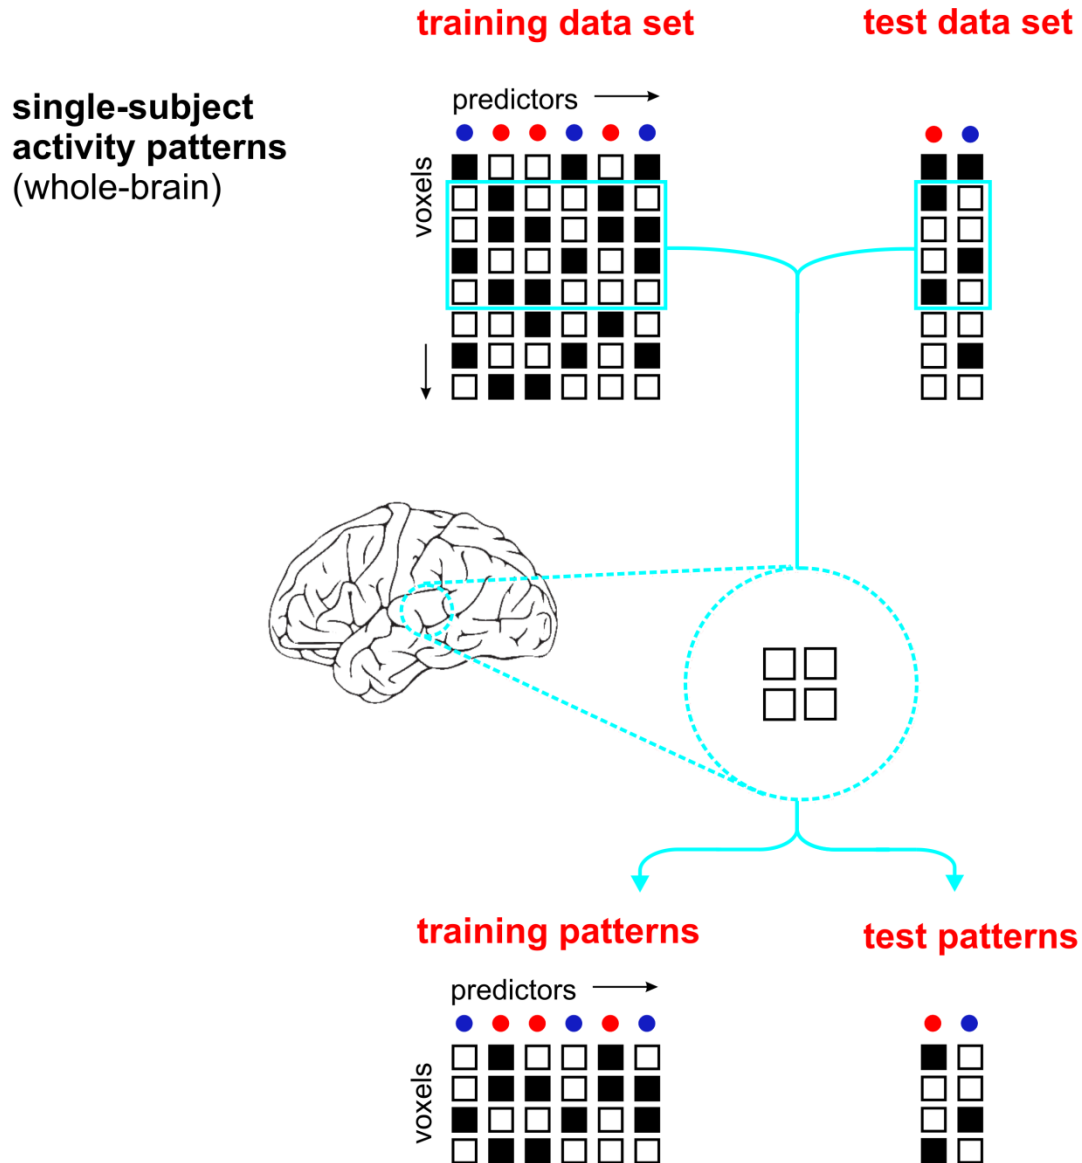 training data set
test data set
single-subject
activity patterns
(whole-brain)
predictors
voxels
training patterns
test patterns
predictors
voxels